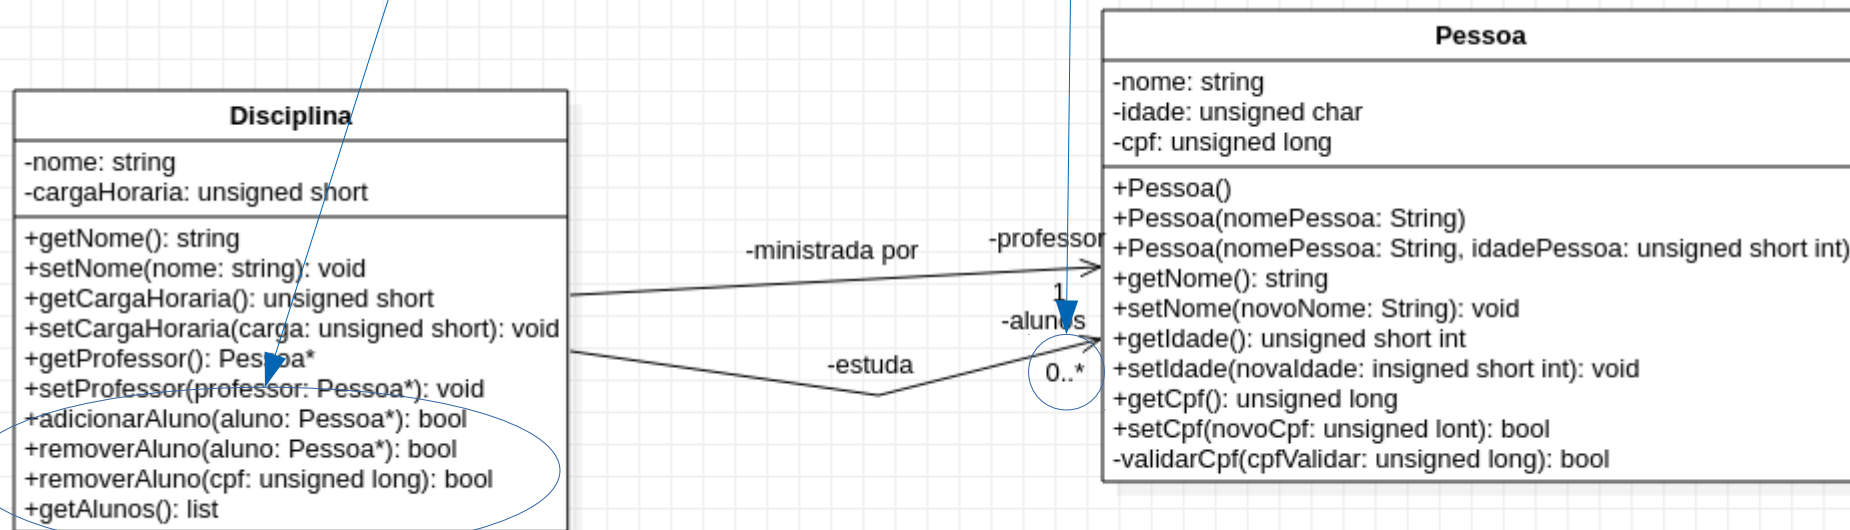 Disciplina
-nome: string
-cargaHoraria: unsigned short
+getNome(): string
+setNome(nome: string): void
+getCargaHoraria(): unsigned short
+setCargaHoraria(carga: unsigned short): void
+getProfessor(): Pessoa*
+setProfessor(professor: Pessoa*): void
+adicionarAluno(aluno: Pessoa*): bool
+removerAluno(aluno: Pessoa*): bool
+removerAluno(cpf: unsigned long): bool
+getAlunos(): list
-ministrada por
-professor
1
-alunos
-estuda
0..*
Pessoa
-nome: string
-idade: unsigned char
-cpf: unsigned long
+Pessoa()
+Pessoa(nomePessoa: String)
+Pessoa(nomePessoa: String, idadePessoa: unsigned short int)
+getNome(): string
+setNome(novoNome: String): void
+getIdade(): unsigned short int
+setIdade(novaIdade: insigned short int): void
+getCpf(): unsigned long
+setCpf(novoCpf: unsigned lont): bool
-validarCpf(cpfValidar: unsigned long): bool